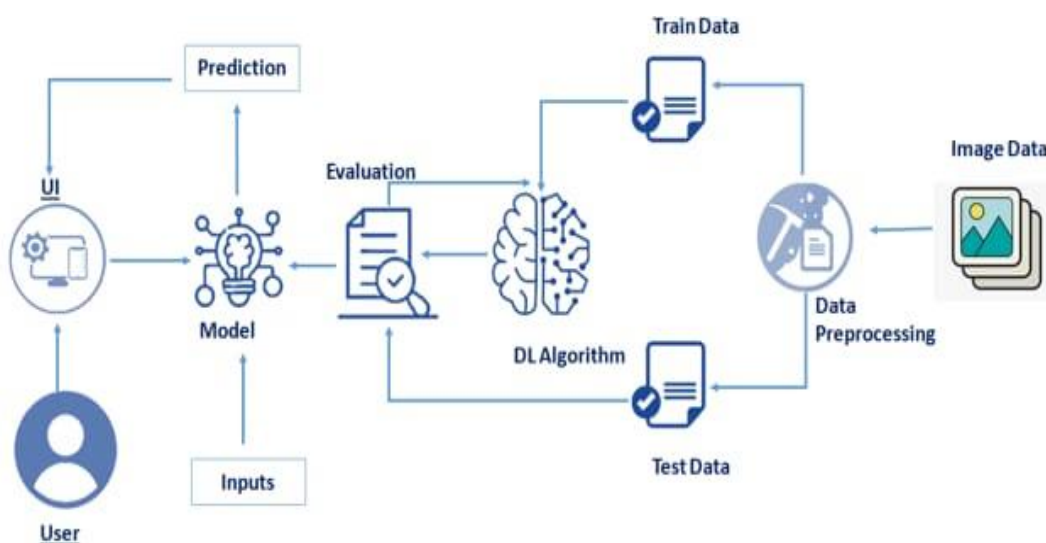 Train Data
Prediction
Image Data
Evaluation
UI
Data
Preprocessing
Model
DL Algorithm
Test Data
Inputs
User